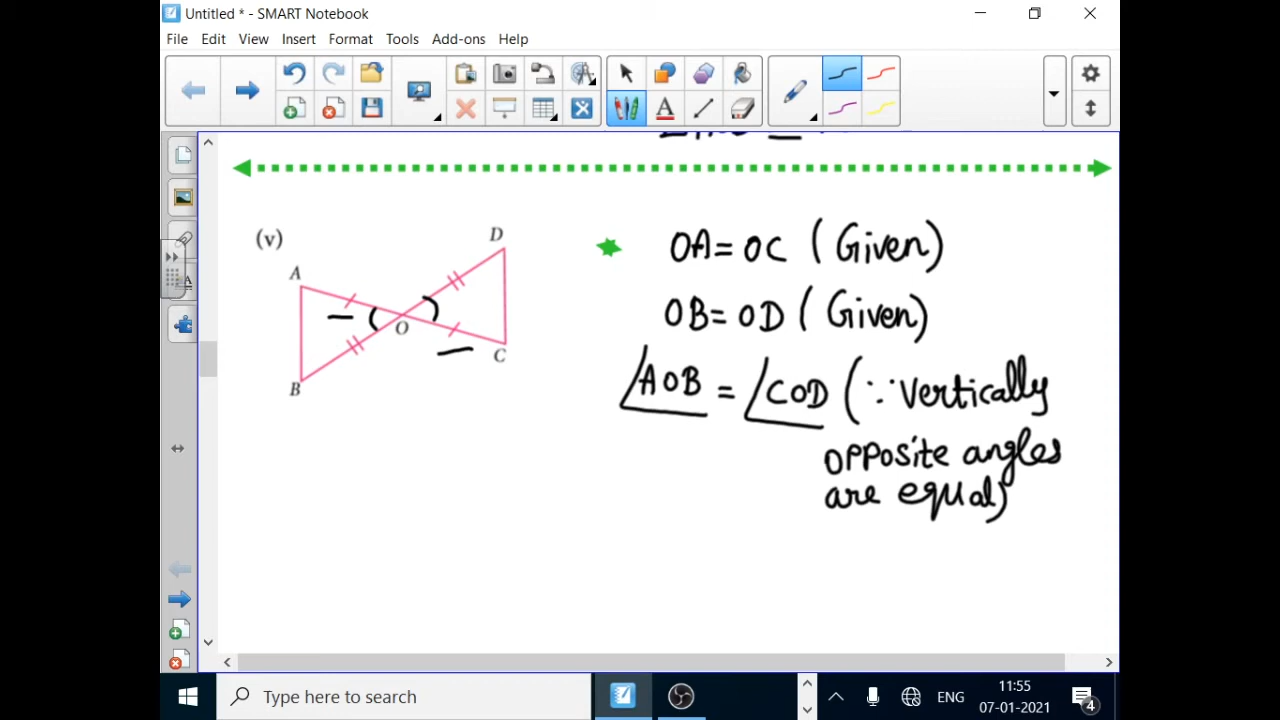 Untitled * - SMART Notebook
File Edit View Insert Format Tools Add-ons Help
(v)
D
A
O
C
B
OA = OC (Given)
OB = OD (Given)
∠AOB = ∠COD (∵ Vertically
opposite angles
are equal)
Type here to search
ENG
11:55
07-01-2021
4